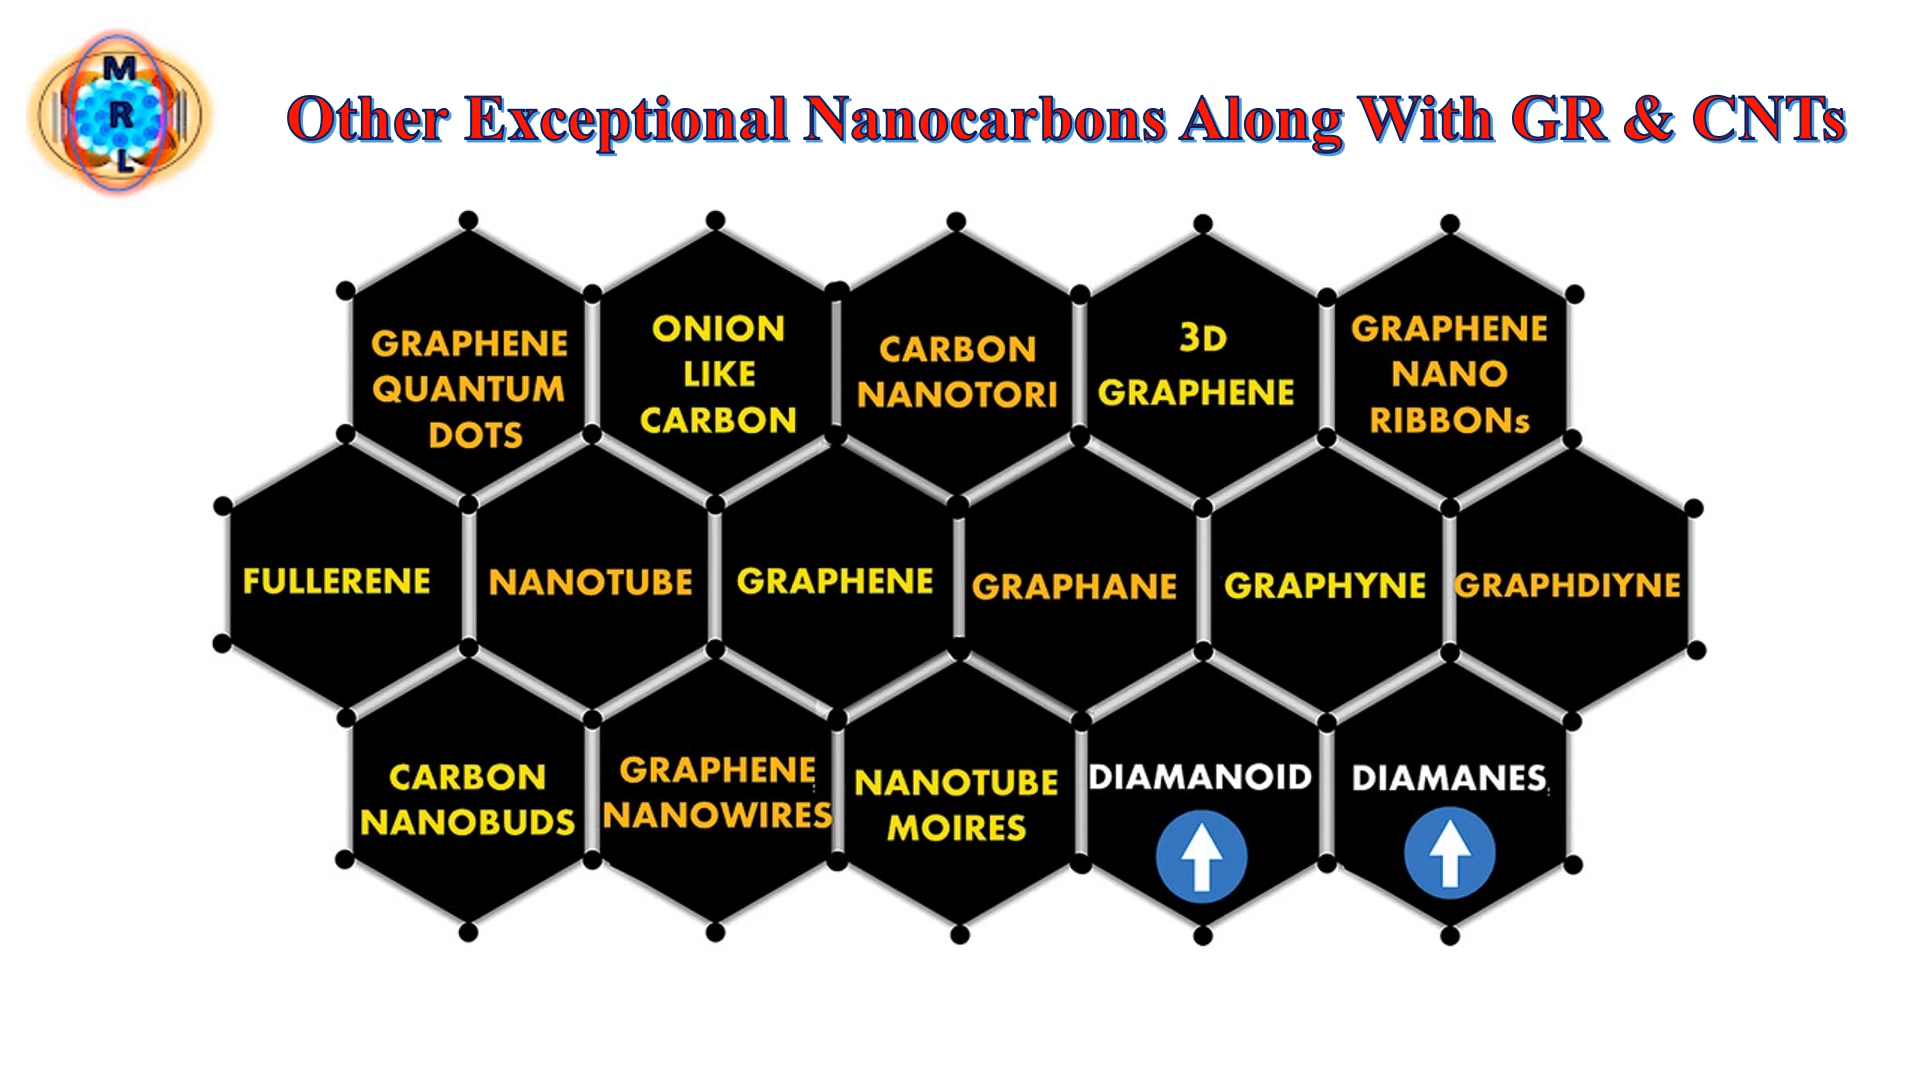 M
R
L
Other Exceptional Nanocarbons Along With GR & CNTs
GRAPHENE
QUANTUM
DOTS
ONION
LIKE
CARBON
CARBON
NANOTORI
3D
GRAPHENE
GRAPHENE
NANO
RIBBONs
FULLERENE
NANOTUBE
GRAPHENE
GRAPHANE
GRAPHYNE
GRAPHDIYNE
CARBON
NANOBUDS
GRAPHENE
NANOWIRES
NANOTUBE
MOIRES
DIAMANOID
DIAMANES